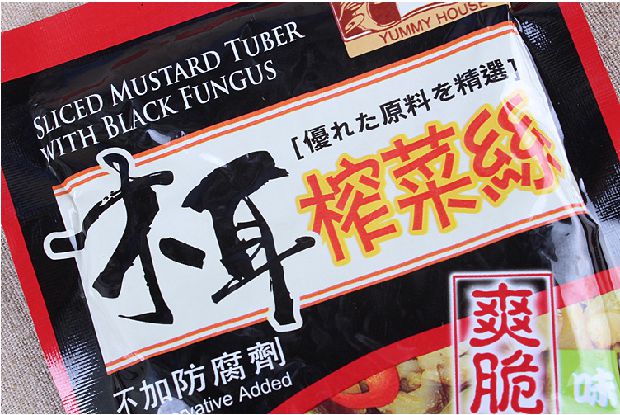 YUMMY HOUSE
SLICED MUSTARD TUBER
WITH BLACK FUNGUS
[優れた原料を精選]
木耳
榨菜絲
爽脆
味
不加防腐劑
Added